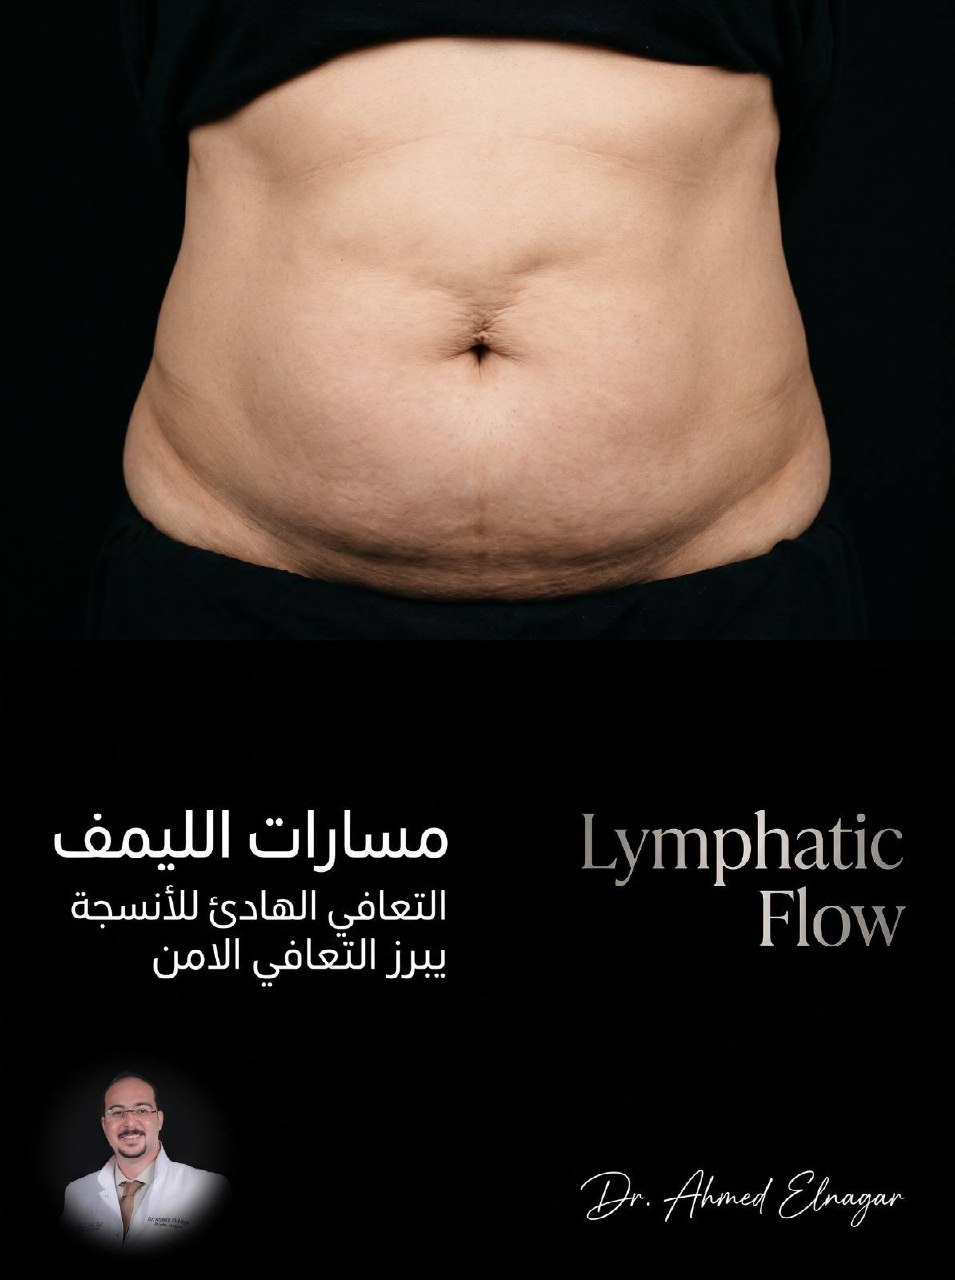 مسارات الليمف
التعافي الهادئ للأنسجة
يبرز التعافي الامن
Lymphatic
Flow
Dr. Ahmed Elnagar